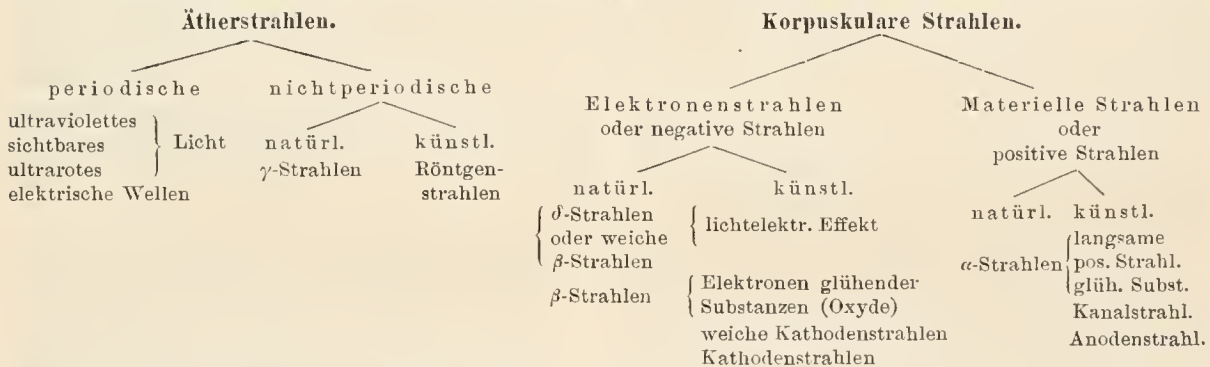 Ätherstrahlen.
periodische
nichtperiodische
ultraviolettes
sichtbares
ultrarotes
Licht
elektrische Wellen
natürl.
γ-Strahlen
künstl.
Röntgen-
strahlen
Korpuskulare Strahlen.
Elektronenstrahlen
oder negative Strahlen
natürl.
δ-Strahlen
oder weiche
β-Strahlen
β-Strahlen
künstl.
lichtelektr. Effekt
Elektronen glühender
Substanzen (Oxyde)
weiche Kathodenstrahlen
Kathodenstrahlen
Materielle Strahlen
oder
positive Strahlen
natürl.
α-Strahlen
künstl.
langsame
pos. Strahl.
glüh. Subst.
Kanalstrahl.
Anodenstrahl.